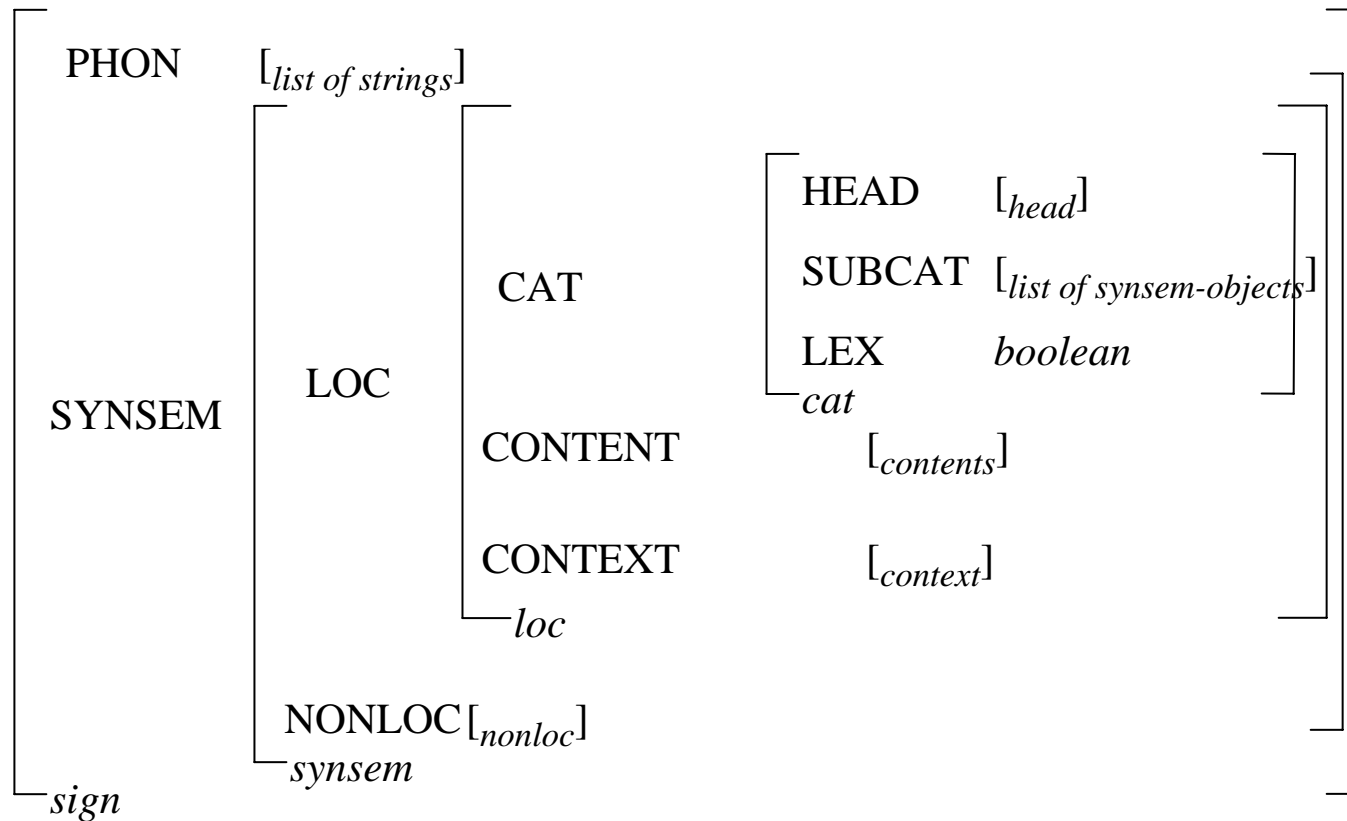 PHON [list of strings]
HEAD [head]
SUBCAT [list of synsem-objects]
CAT
LEX boolean
LOC
cat
SYNSEM
CONTENT [contents]
CONTEXT [context]
loc
NONLOC[nonloc]
synsem
sign